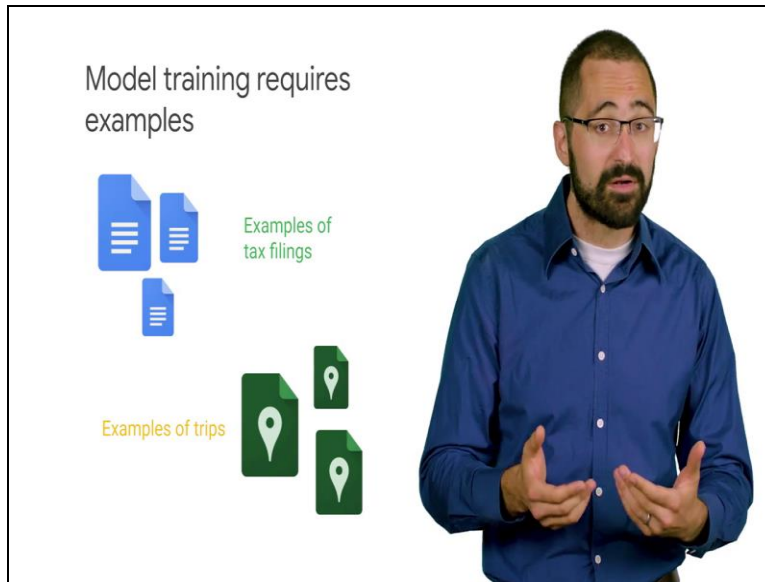 Model training requires
examples
Examples of
tax filings
Examples of trips